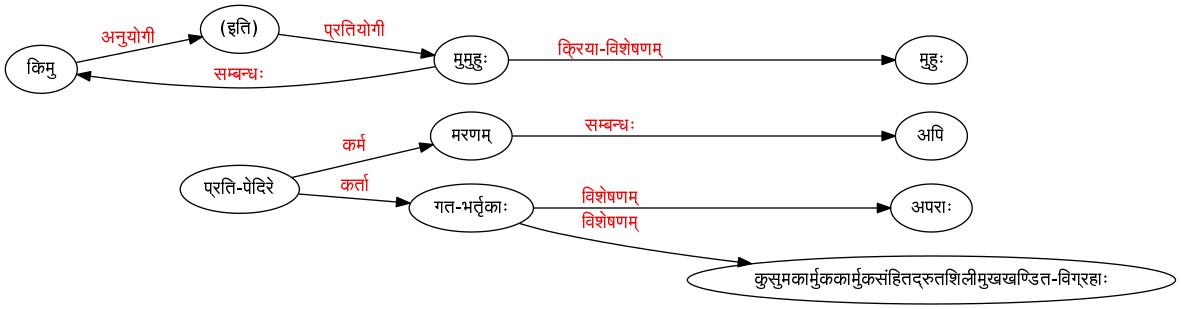 (इति)
अनुयोगी
प्रतियोगी
किमु
मुमुहुः
क्रिया-विशेषणम्
मुहुः
सम्बन्धः
मरणम्
सम्बन्धः
अपि
कर्म
प्रति-पेदिरे
कर्ता
गत-भर्तृकाः
विशेषणम्
अपराः
विशेषणम्
कुसुमकार्मुककार्मुकसंहितद्रुतशिलीमुखखण्डित-विग्रहाः